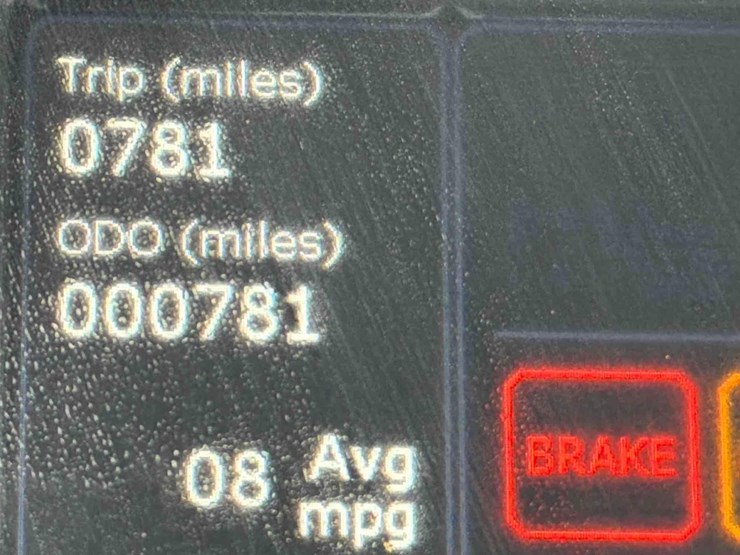 Trip (miles)
0781
ODO (miles)
000781
08 Avg
mpg
BRAKE